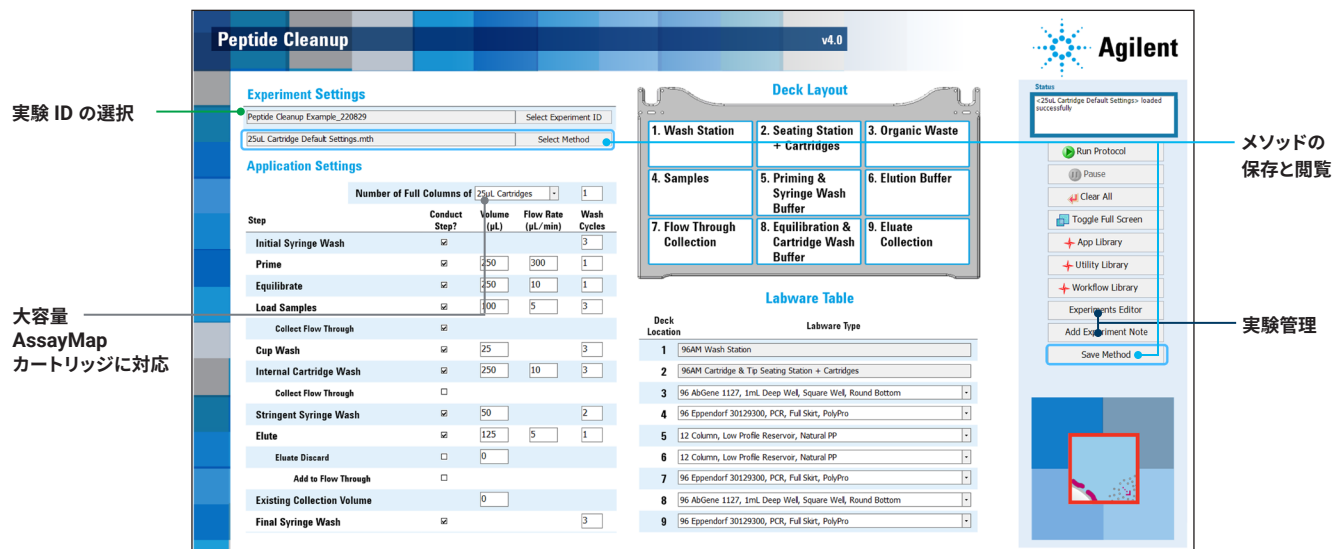 Peptide Cleanup
v4.0
Agilent
実験 ID の選択
Experiment Settings
Peptide Cleanup Example_220829
Select Experiment ID
25uL Cartridge Default Settings.mth
Select Method
Application Settings
Number of Full Columns of 25µL Cartridges 1
Step Conduct Step? Volume (µL) Flow Rate (µL/min) Wash Cycles
Initial Syringe Wash 3
Prime 250 300 1
Equilibrate 250 10 1
Load Samples 100 5 3
Collect Flow Through
Cup Wash 25 3
Internal Cartridge Wash 250 10 3
Collect Flow Through
Stringent Syringe Wash 50 2
Elute 125 5 1
Eluate Discard 0
Add to Flow Through
Existing Collection Volume 0
Final Syringe Wash 3
大容量
AssayMap
カートリッジに対応
Deck Layout
1. Wash Station
2. Seating Station
+ Cartridges
3. Organic Waste
4. Samples
5. Priming &
Syringe Wash
Buffer
6. Elution Buffer
7. Flow Through
Collection
8. Equilibration &
Cartridge Wash
Buffer
9. Eluate
Collection
Labware Table
Deck Location Labware Type
1 96AM Wash Station
2 96AM Cartridge & Tip Seating Station + Cartridges
3 96 AbGene 1127, 1mL Deep Well, Square Well, Round Bottom
4 96 Eppendorf 30129300, PCR, Full Skirt, PolyPro
5 12 Column, Low Profile Reservoir, Natural PP
6 12 Column, Low Profile Reservoir, Natural PP
7 96 Eppendorf 30129300, PCR, Full Skirt, PolyPro
8 96 AbGene 1127, 1mL Deep Well, Square Well, Round Bottom
9 96 Eppendorf 30129300, PCR, Full Skirt, PolyPro
Status
<25uL Cartridge Default Settings> loaded
successfully
Run Protocol
Pause
Clear All
Toggle Full Screen
App Library
Utility Library
Workflow Library
Experiments Editor
Add Experiment Note
Save Method
メソッドの
保存と閲覧
実験管理